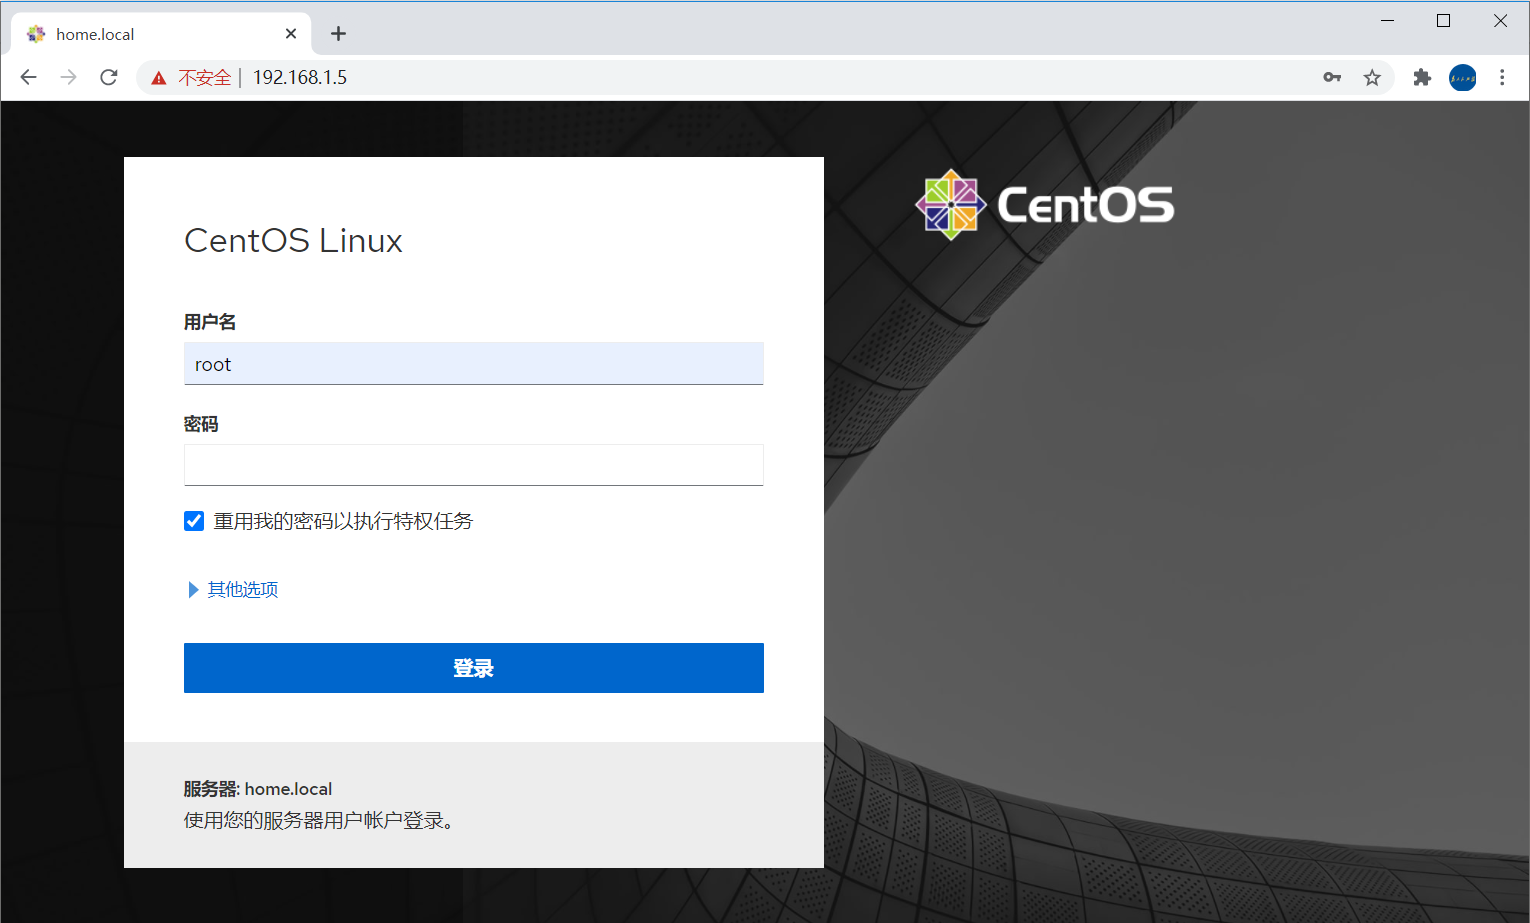 home.local
不安全 | 192.168.1.5
CentOS
CentOS Linux
用户名
root
密码
重用我的密码以执行特权任务
其他选项
登录
服务器: home.local
使用您的服务器用户帐户登录。